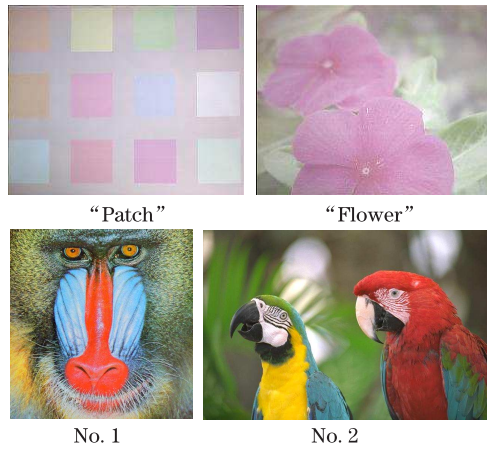 “Patch”
“Flower”
No. 1
No. 2